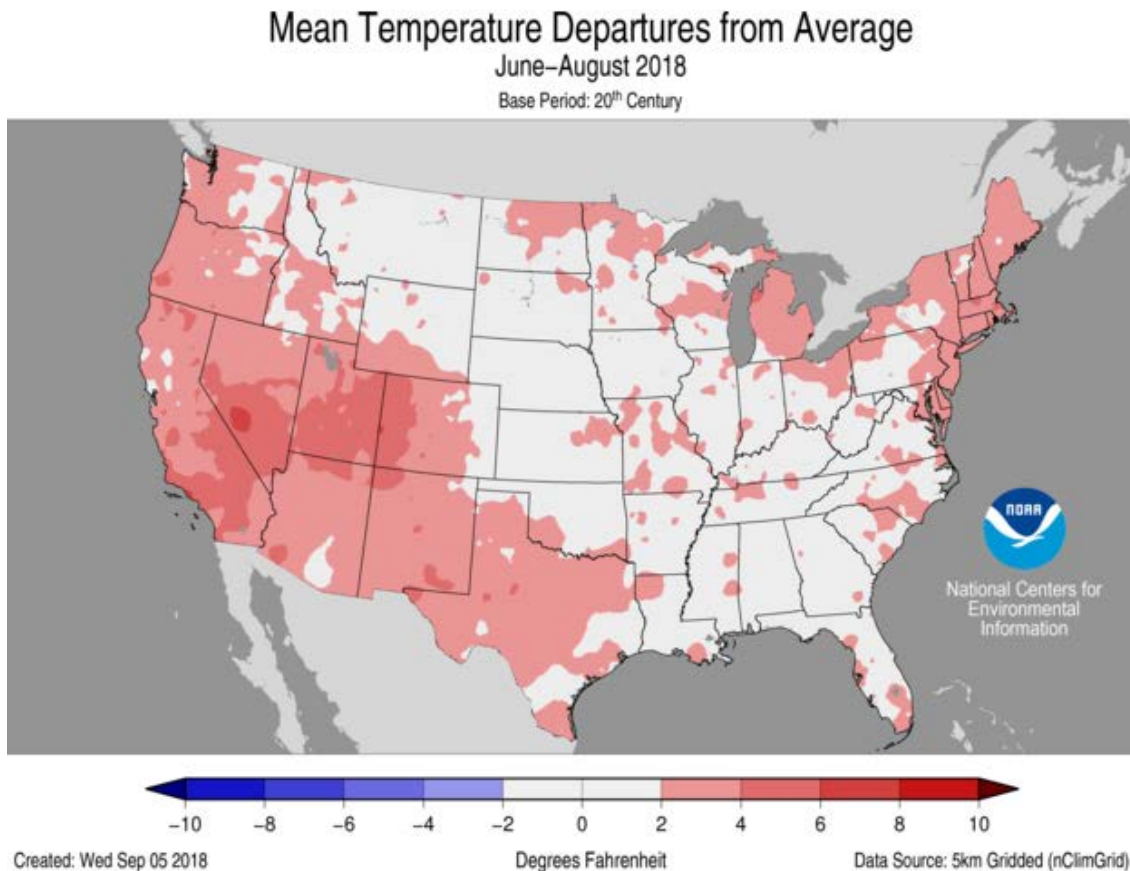 Mean Temperature Departures from Average
June–August 2018
Base Period: 20th Century
NOAA
National Centers for
Environmental
Information
-10 -8 -6 -4 -2 0 2 4 6 8 10
Created: Wed Sep 05 2018 Degrees Fahrenheit Data Source: 5km Gridded (nClimGrid)